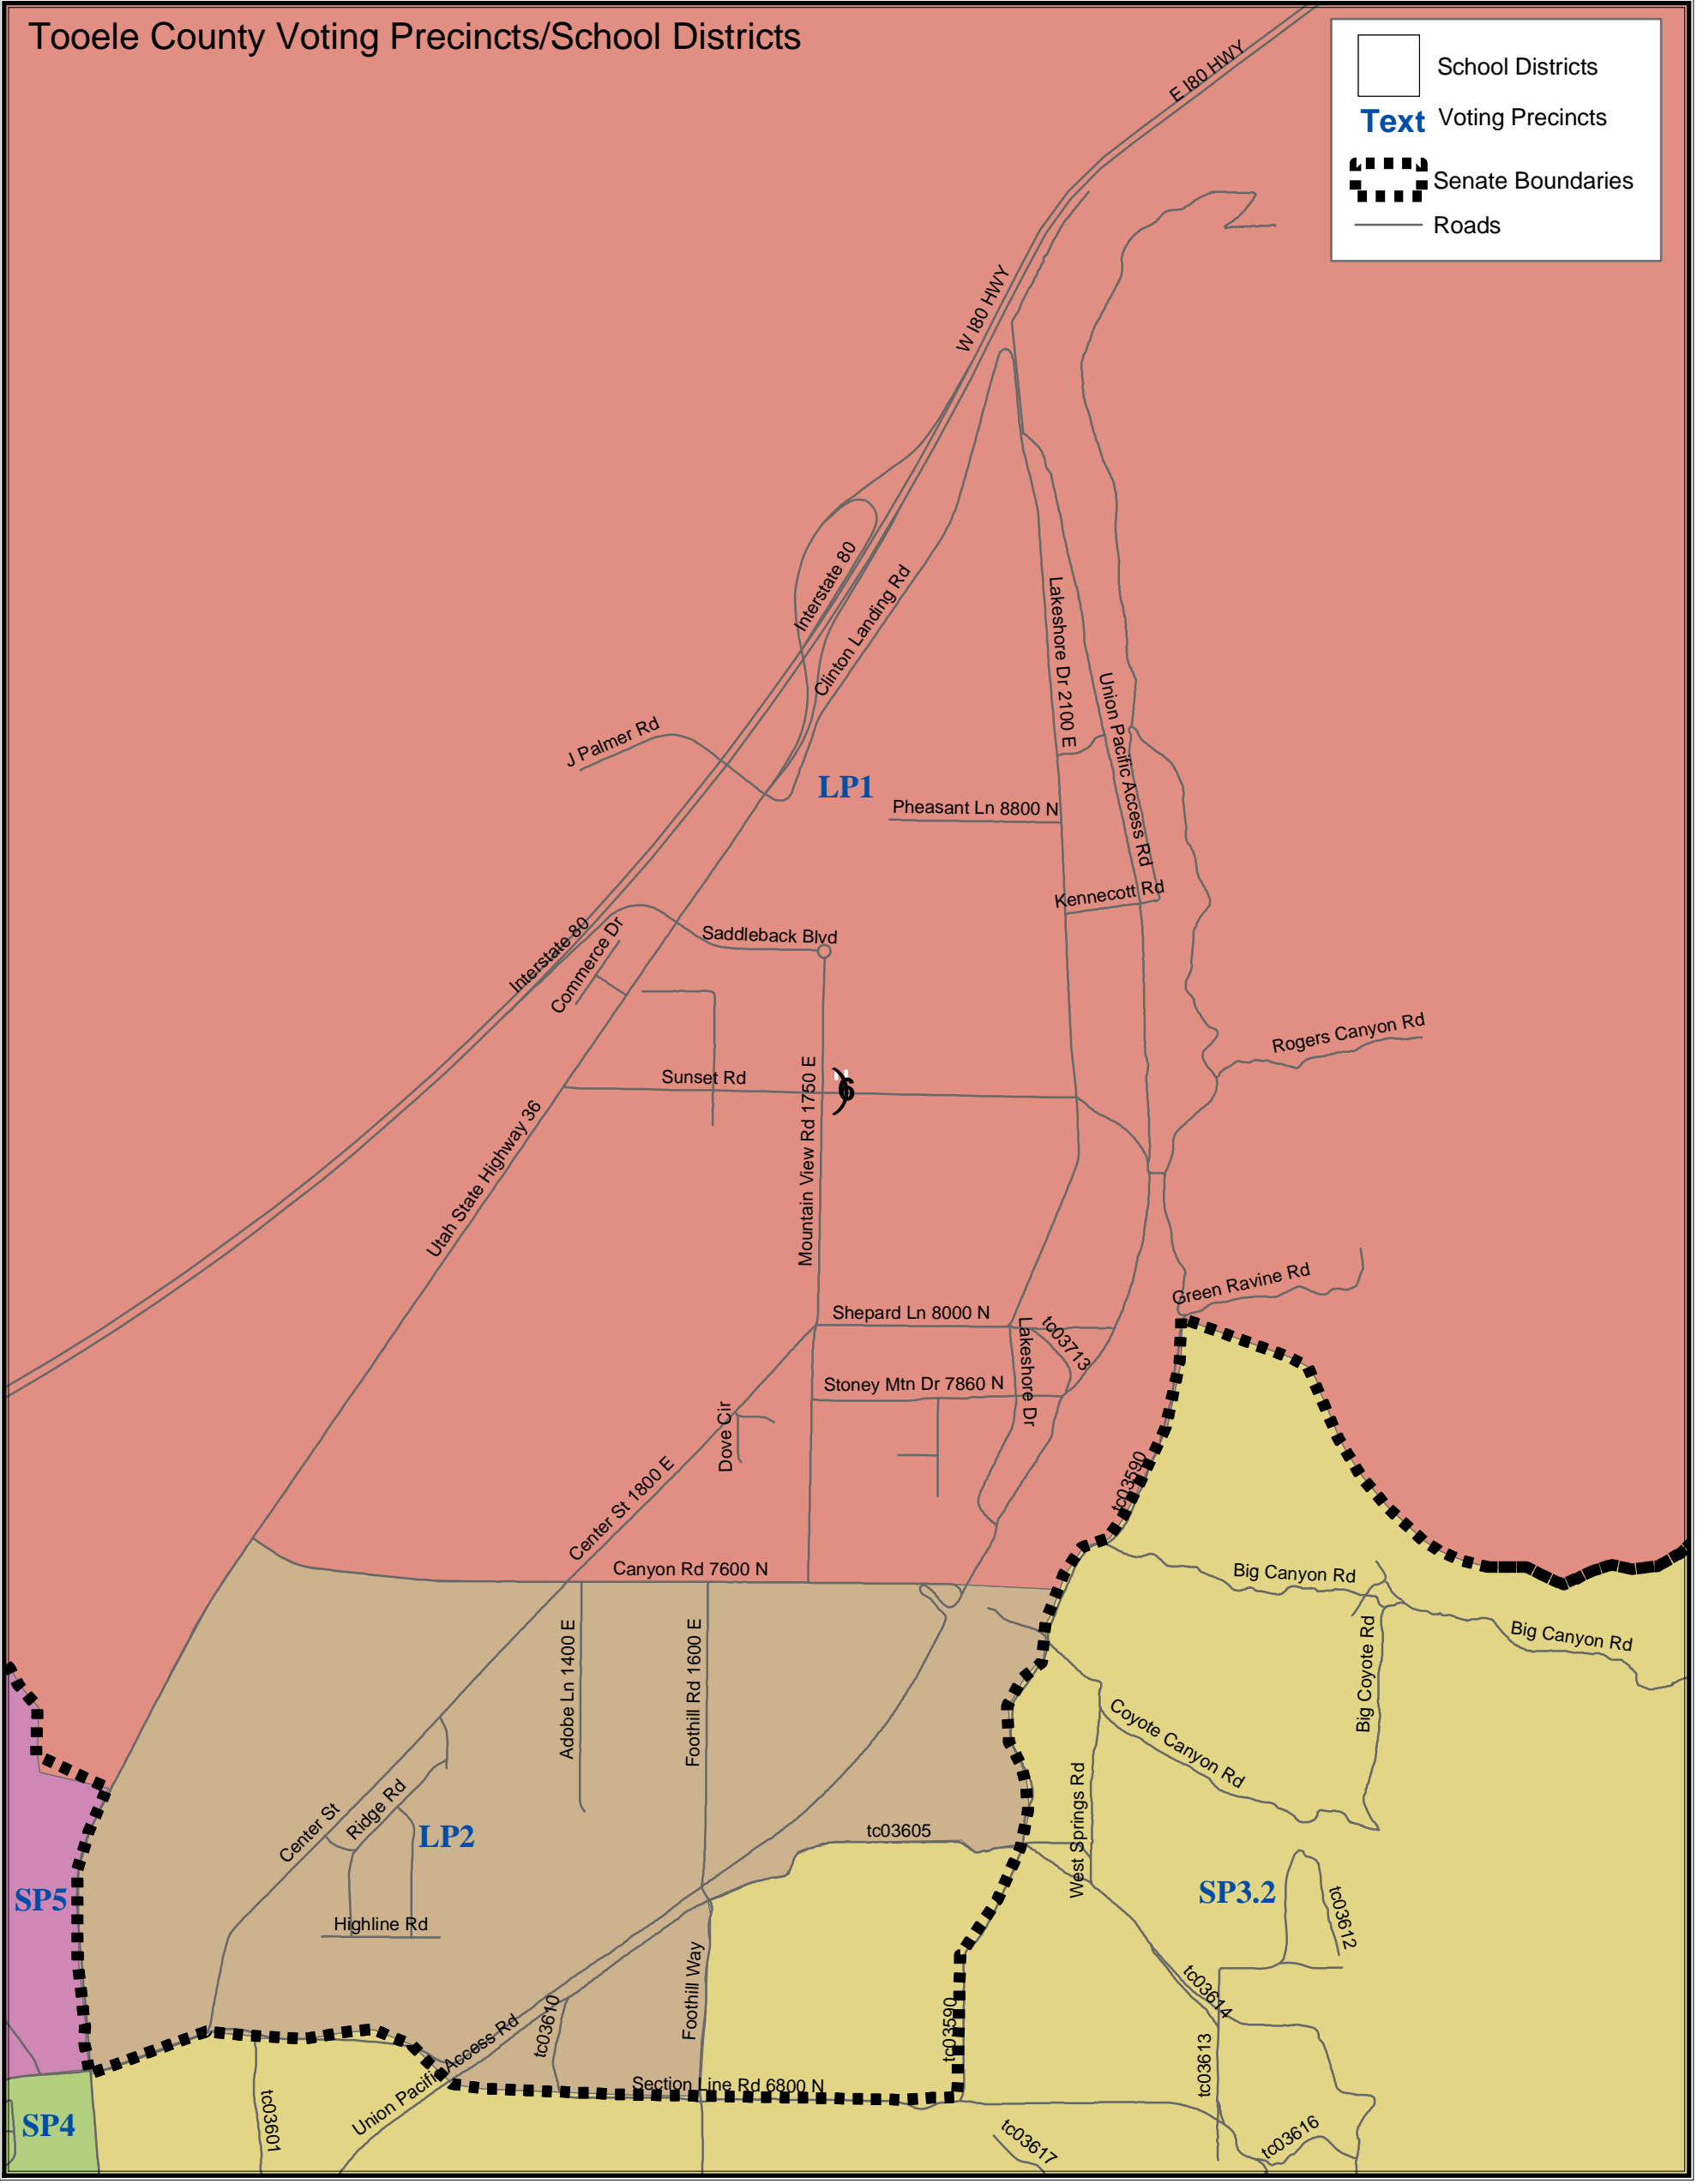 Tooele County Voting Precincts/School Districts
School Districts
Text Voting Precincts
Senate Boundaries
Roads
E I80 HWY
W I80 HWY
Interstate 80
Clinton Landing Rd
Lakeshore Dr 2100 E
Union Pacific Access Rd
J Palmer Rd
LP1
Pheasant Ln 8800 N
Kennecott Rd
Saddleback Blvd
Interstate 80
Commerce Dr
Rogers Canyon Rd
Sunset Rd
Mountain View Rd 1750 E
6
Utah State Highway 36
Green Ravine Rd
Shepard Ln 8000 N
tc03713
Lakeshore Dr
Stoney Mtn Dr 7860 N
Dove Cir
tc03590
Center St 1800 E
Canyon Rd 7600 N
Big Canyon Rd
Big Canyon Rd
Adobe Ln 1400 E
Foothill Rd 1600 E
Big Coyote Rd
Coyote Canyon Rd
West Springs Rd
Center St
Ridge Rd
LP2
tc03605
SP5
SP3.2
tc03612
Highline Rd
Foothill Way
tc03614
tc03610
tc03590
Union Pacific Access Rd
tc03613
Section Line Rd 6800 N
SP4
tc03601
tc03617
tc03616